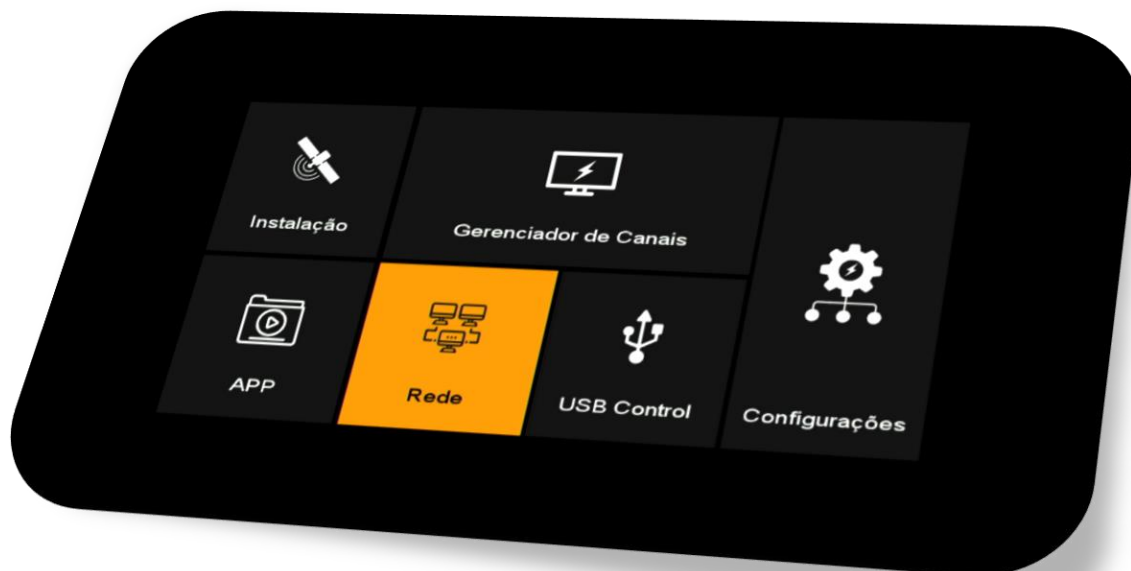 Instalação
Gerenciador de Canais
APP
Rede
USB Control
Configurações